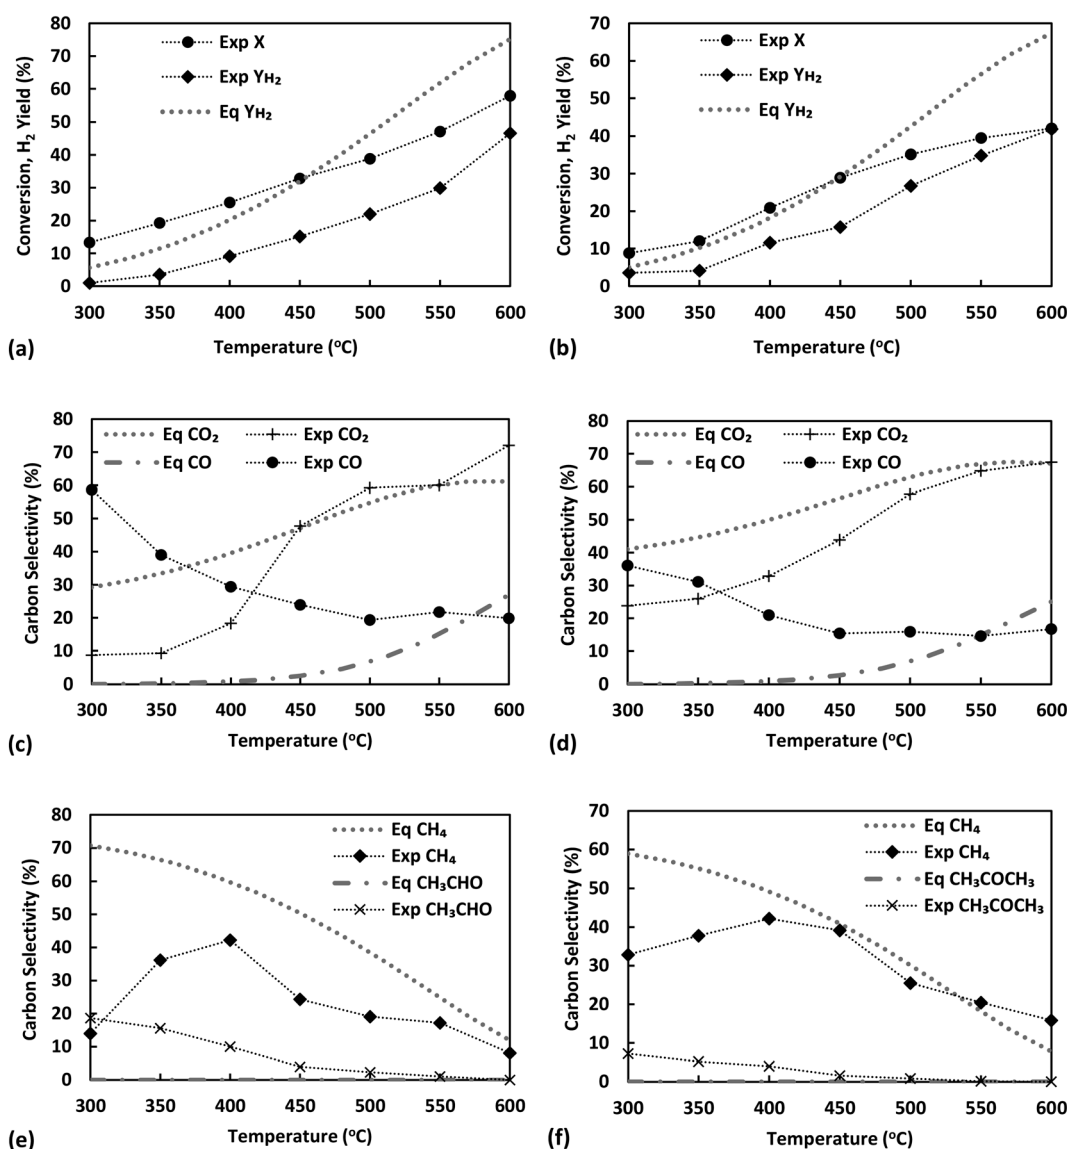 Conversion, H₂ Yield (%)
80
70
60
50
40
30
20
10
0
Exp X
Exp YH₂
Eq YH₂
300 350 400 450 500 550 600
Temperature (ᵒC)
(a)
Conversion, H₂ Yield (%)
70
60
50
40
30
20
10
0
Exp X
Exp YH₂
Eq YH₂
300 350 400 450 500 550 600
Temperature (ᵒC)
(b)
Carbon Selectivity (%)
80
70
60
50
40
30
20
10
0
Eq CO₂ Exp CO₂
Eq CO Exp CO
300 350 400 450 500 550 600
Temperature (ᵒC)
(c)
Carbon Selectivity (%)
80
70
60
50
40
30
20
10
0
Eq CO₂ Exp CO₂
Eq CO Exp CO
300 350 400 450 500 550 600
Temperature (ᵒC)
(d)
Carbon Selectivity (%)
80
70
60
50
40
30
20
10
0
Eq CH₄
Exp CH₄
Eq CH₃CHO
Exp CH₃CHO
300 350 400 450 500 550 600
Temperature (ᵒC)
(e)
Carbon Selectivity (%)
70
60
50
40
30
20
10
0
Eq CH₄
Exp CH₄
Eq CH₃COCH₃
Exp CH₃COCH₃
300 350 400 450 500 550 600
Temperature (ᵒC)
(f)